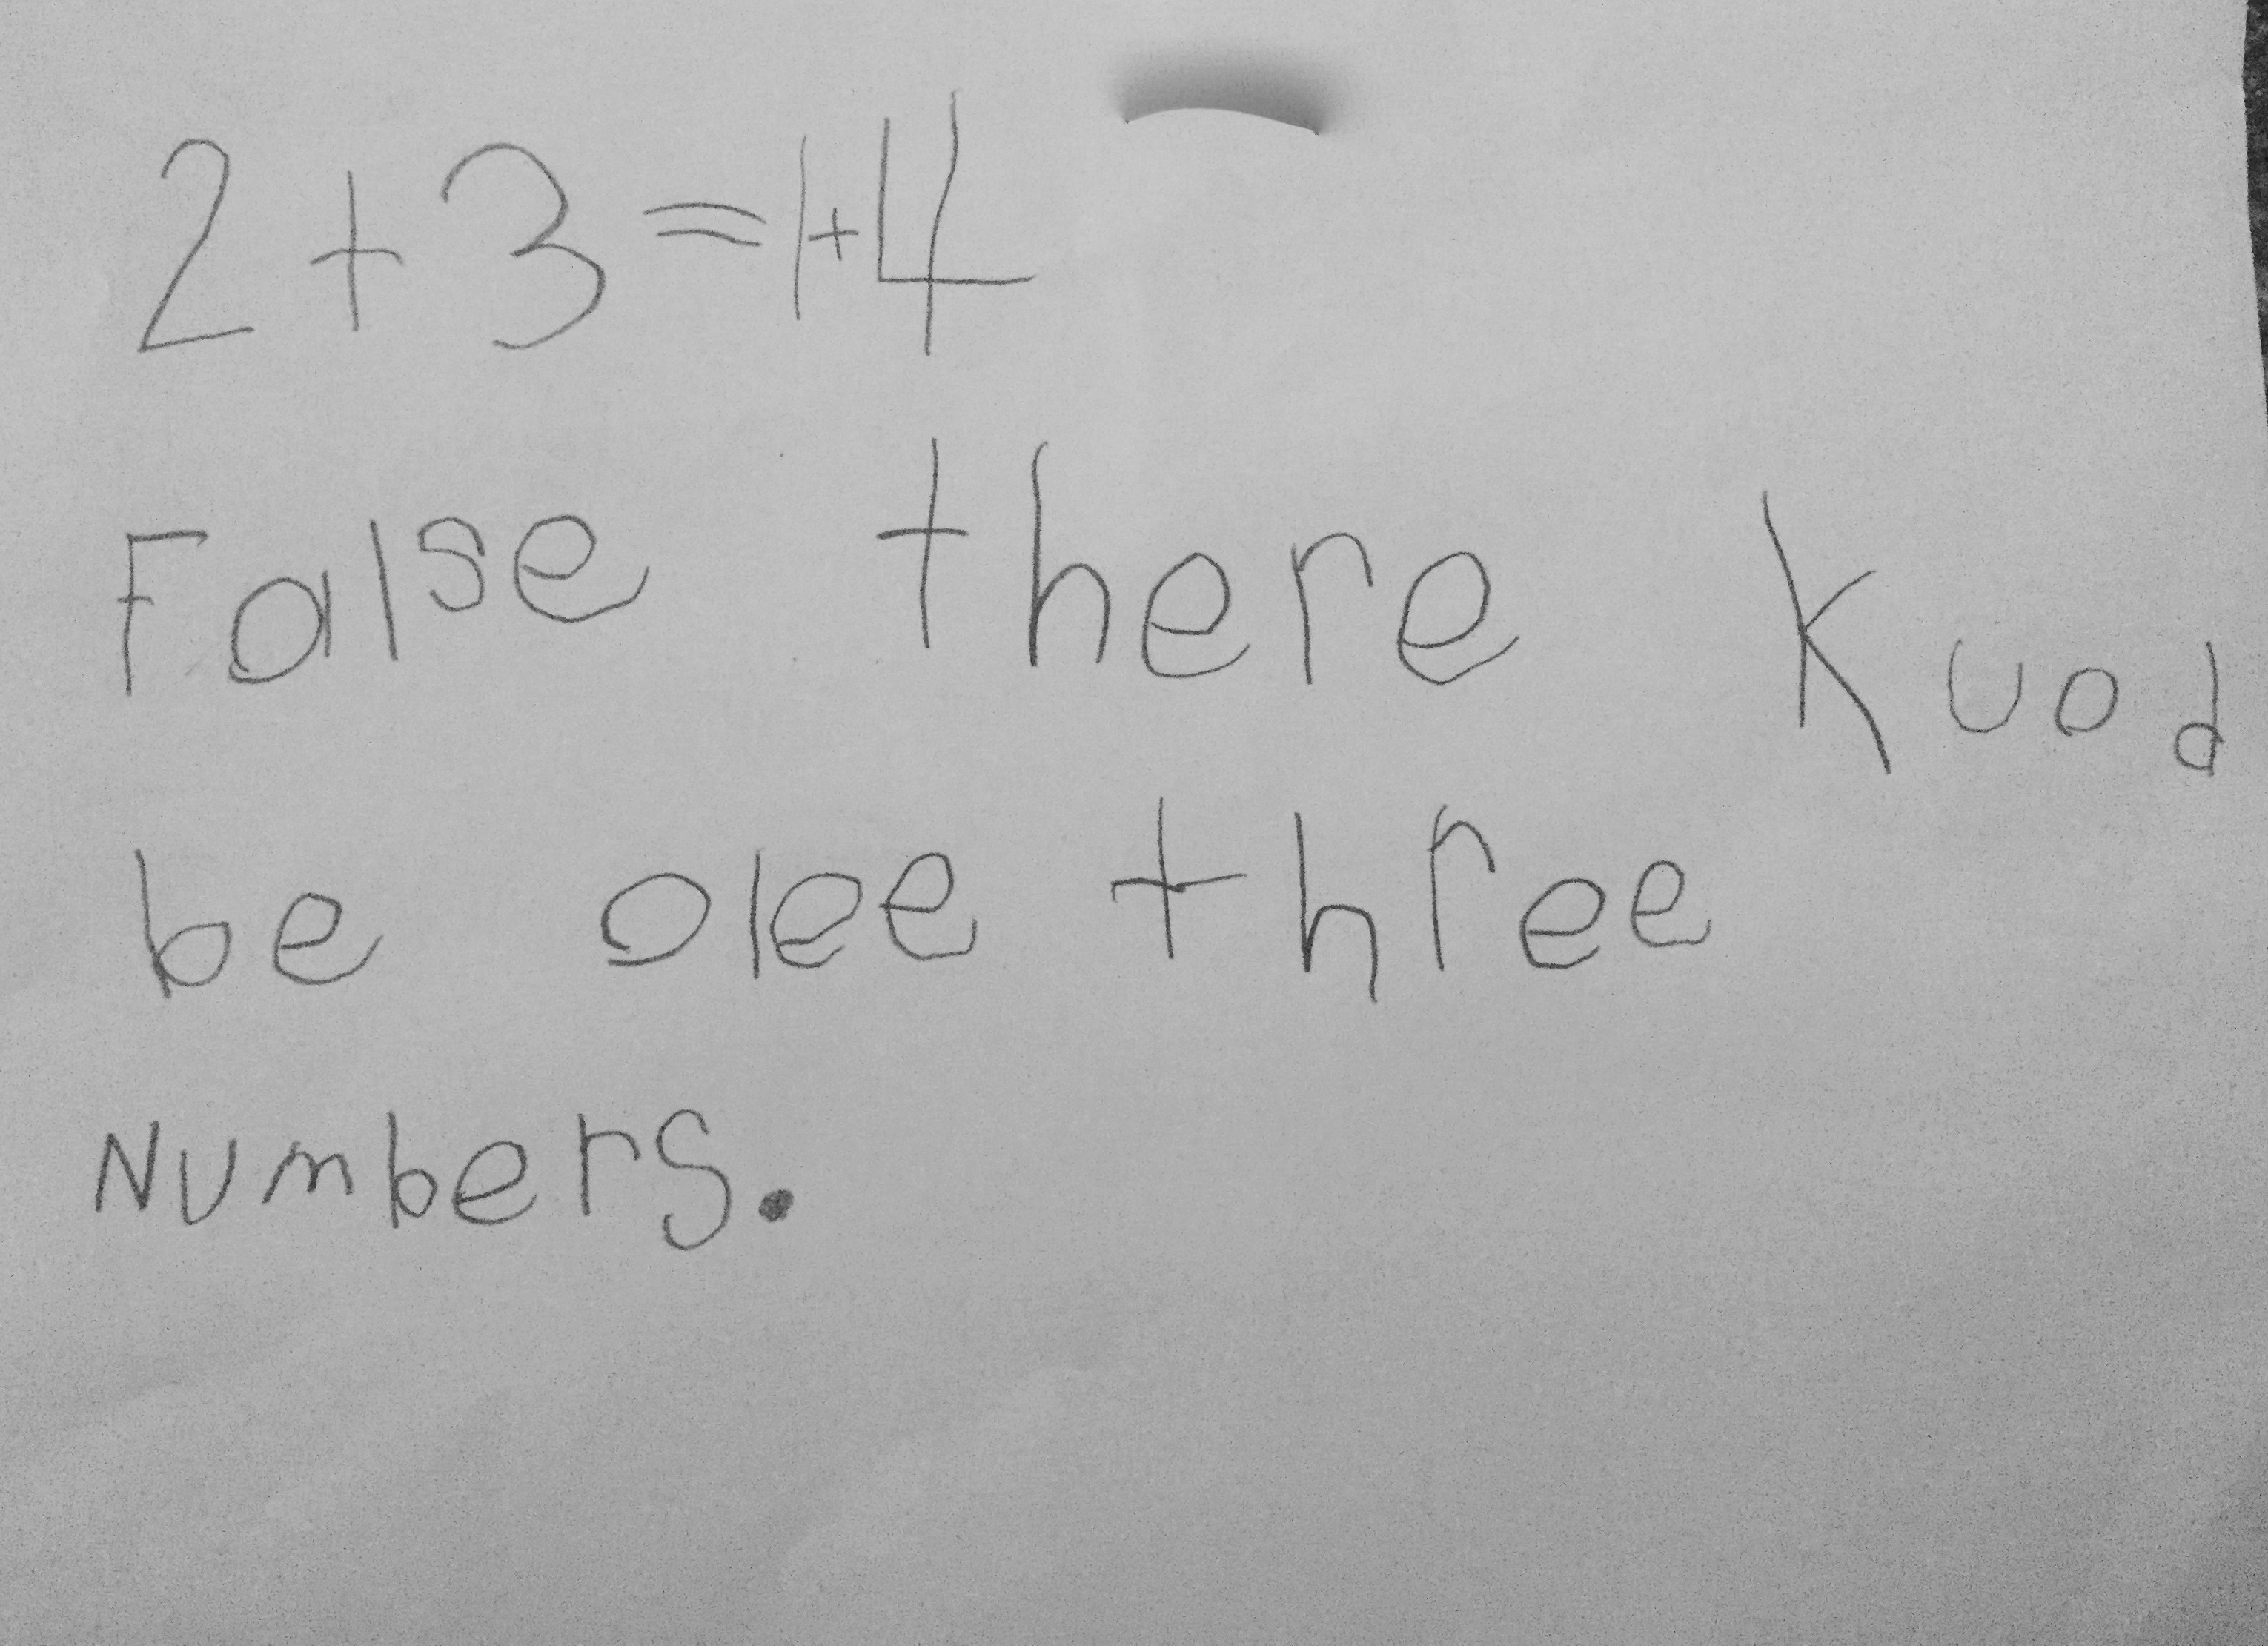 2+3=1+4
False there kuod
be olee three
Numbers.